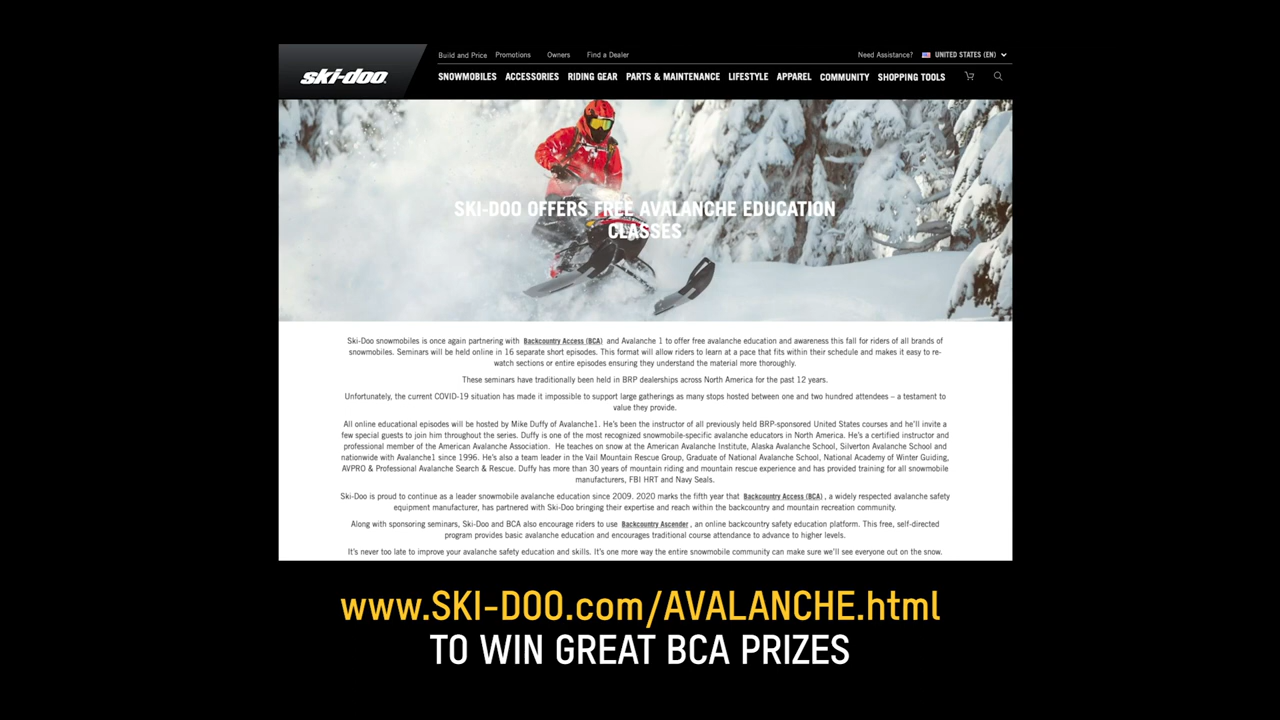 ski-doo
Build and Price Promotions Owners Find a Dealer Need Assistance? UNITED STATES (EN)
SNOWMOBILES ACCESSORIES RIDING GEAR PARTS & MAINTENANCE LIFESTYLE APPAREL COMMUNITY SHOPPING TOOLS
SKI-DOO OFFERS FREE AVALANCHE EDUCATION
CLASSES
Ski-Doo snowmobiles is once again partnering with Backcountry Access (BCA) and Avalanche 1 to offer free avalanche education and awareness this fall for riders of all brands of
snowmobiles. Seminars will be held online in 16 separate short episodes. This format will allow riders to learn at a pace that fits within their schedule and makes it easy to re-
watch sections or entire episodes ensuring they understand the material more thoroughly.
These seminars have traditionally been held in BRP dealerships across North America for the past 12 years.
Unfortunately, the current COVID-19 situation has made it impossible to support large gatherings as many stops hosted between one and two hundred attendees – a testament to
value they provide.
All online educational episodes will be hosted by Mike Duffy of Avalanche1. He's been the instructor of all previously held BRP-sponsored United States courses and he'll invite a
few special guests to join him throughout the series. Duffy is one of the most recognized snowmobile-specific avalanche educators in North America. He's a certified instructor and
professional member of the American Avalanche Association. He teaches on snow at the American Avalanche Institute, Alaska Avalanche School, Silverton Avalanche School and
nationwide with Avalanche1 since 1996. He's also a team leader in the Vail Mountain Rescue Group, Graduate of National Avalanche School, National Academy of Winter Guiding,
AVPRO & Professional Avalanche Search & Rescue. Duffy has more than 30 years of mountain riding and mountain rescue experience and has provided training for all snowmobile
manufacturers, FBI HRT and Navy Seals.
Ski-Doo is proud to continue as a leader snowmobile avalanche education since 2009. 2020 marks the fifth year that Backcountry Access (BCA) , a widely respected avalanche safety
equipment manufacturer, has partnered with Ski-Doo bringing their expertise and reach within the backcountry and mountain recreation community.
Along with sponsoring seminars, Ski-Doo and BCA also encourage riders to use Backcountry Ascender , an online backcountry safety education platform. This free, self-directed
program provides basic avalanche education and encourages traditional course attendance to advance to higher levels.
It's never too late to improve your avalanche safety education and skills. It's one more way the entire snowmobile community can make sure we'll see everyone out on the snow.
www.SKI-DOO.com/AVALANCHE.html
TO WIN GREAT BCA PRIZES